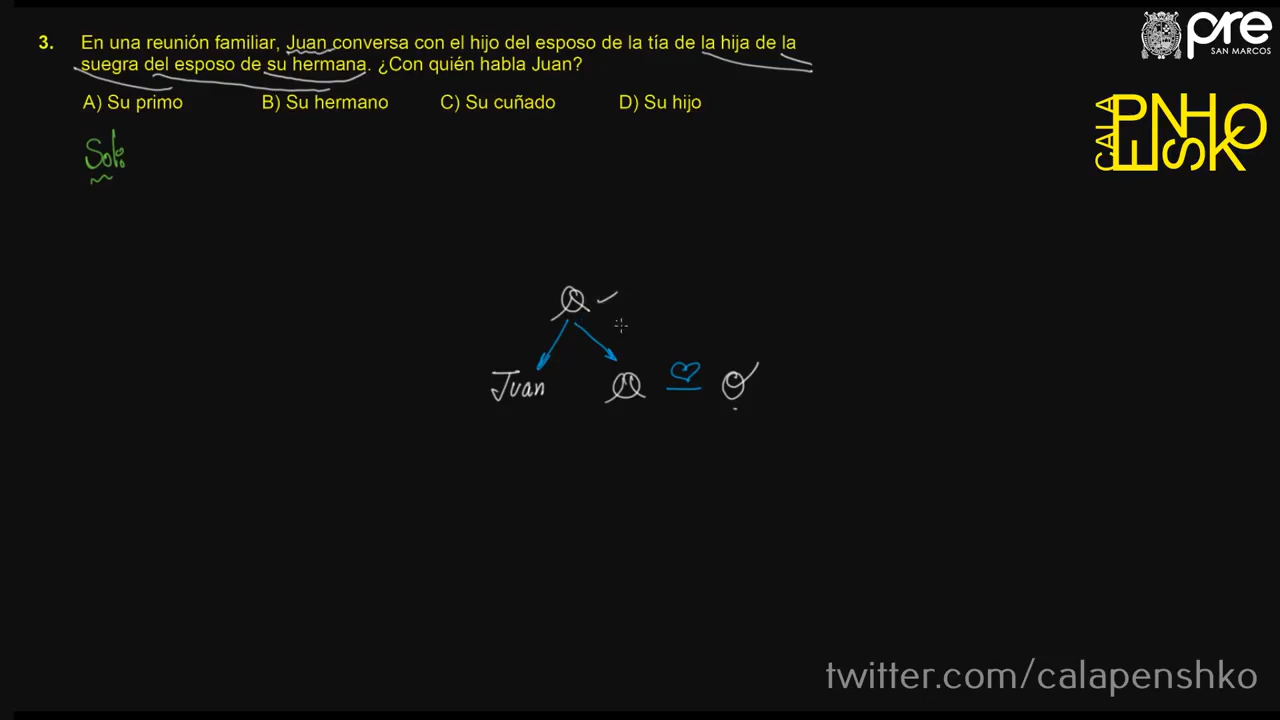 pre
SAN MARCOS
3. En una reunión familiar, Juan conversa con el hijo del esposo de la tía de la hija de la
suegra del esposo de su hermana. ¿Con quién habla Juan?
A) Su primo B) Su hermano C) Su cuñado D) Su hijo
CALA PENSHKO
Sol:
Juan
twitter.com/calapenshko